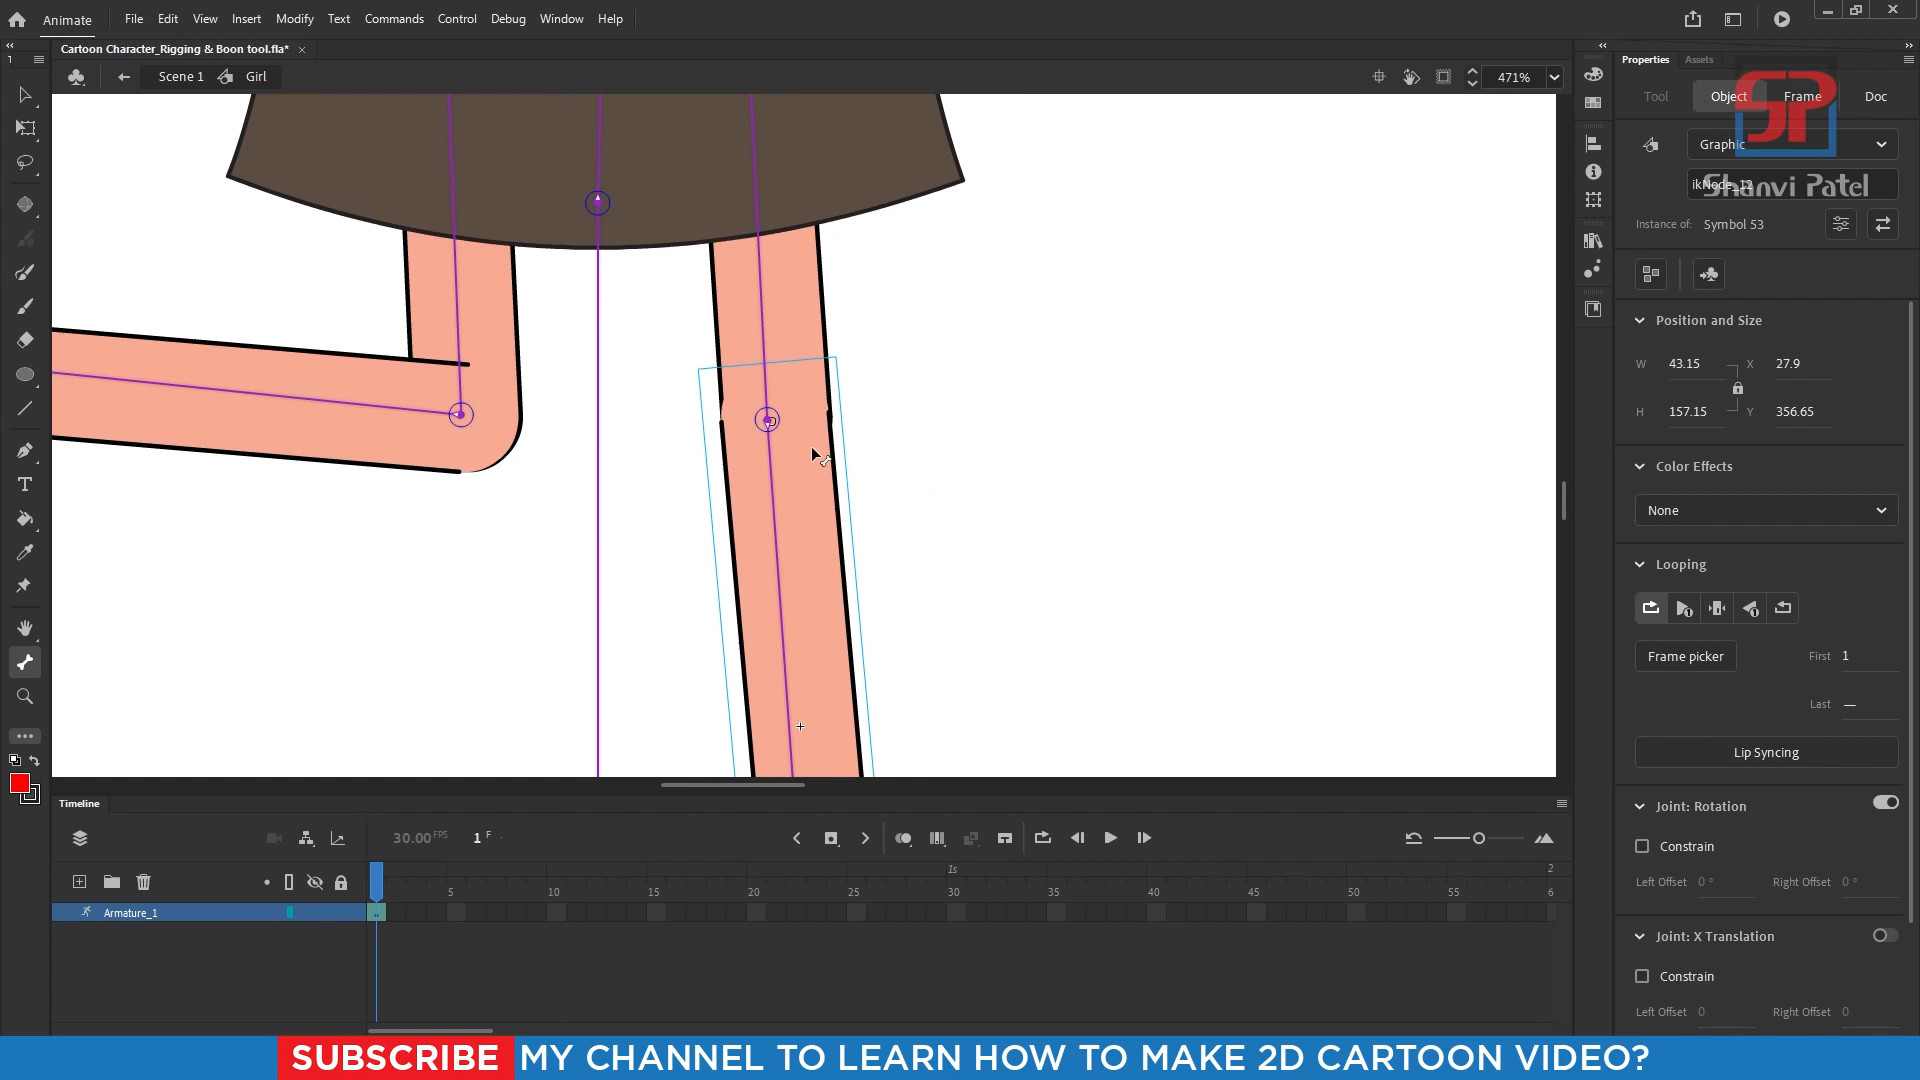 Animate
File Edit View Insert Modify Text Commands Control Debug Window Help
Cartoon Character_Rigging & Boon tool.fla*
Scene 1 Girl
471%
Properties Assets
Tool Object Frame Doc
Graphic
ikNode_12
Shanvi Patel
Instance of: Symbol 53
Position and Size
W 43.15 X 27.9
H 157.15 Y 356.65
Color Effects
None
Looping
Frame picker First 1
Last —
Lip Syncing
Joint: Rotation
Constrain
Left Offset 0 ° Right Offset 0 °
Joint: X Translation
Constrain
Left Offset 0 Right Offset 0
Timeline
30.00 FPS 1 F
1s 2
5 10 15 20 25 30 35 40 45 50 55 6
Armature_1
SUBSCRIBE MY CHANNEL TO LEARN HOW TO MAKE 2D CARTOON VIDEO?